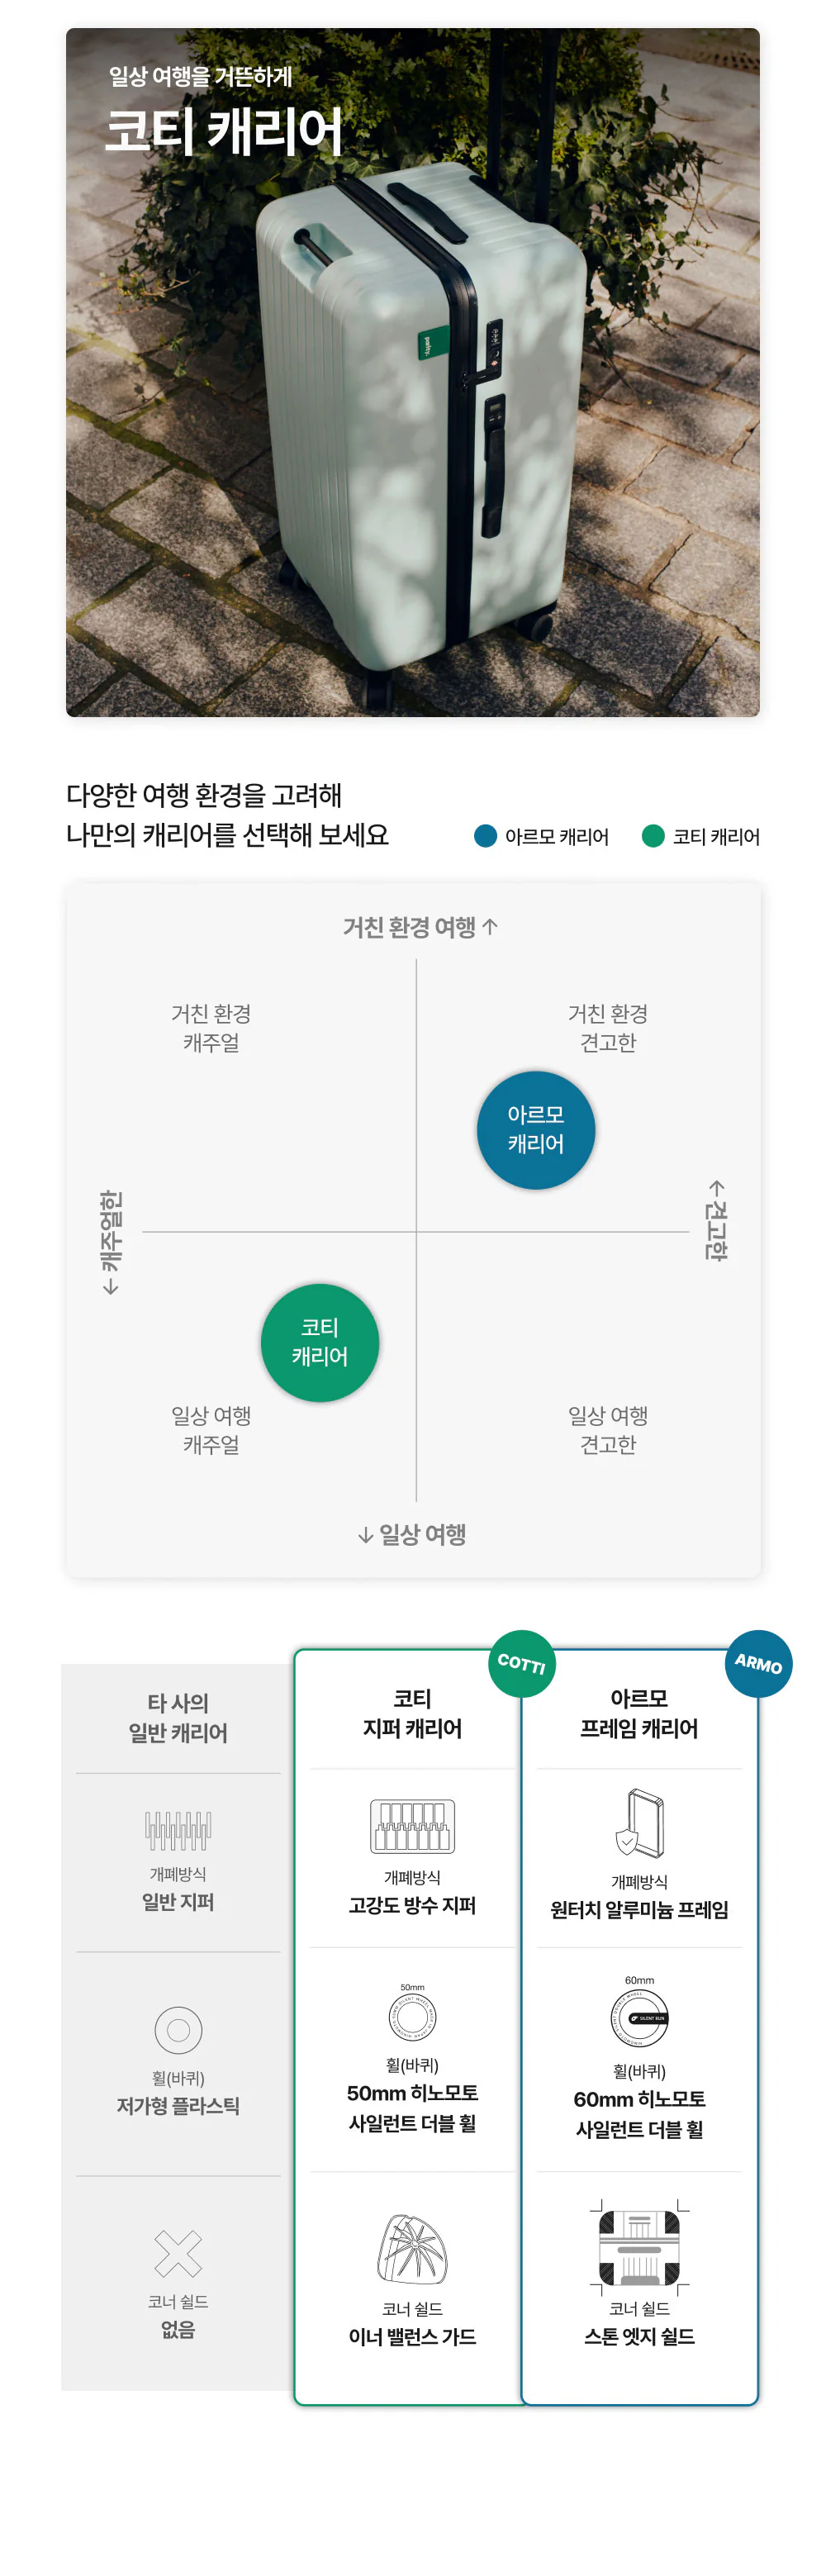 일상 여행을 거뜬하게
코티 캐리어
다양한 여행 환경을 고려해
나만의 캐리어를 선택해 보세요
아르모 캐리어
코티 캐리어
거친 환경 여행 ↑
거친 환경
캐주얼
거친 환경
견고한
아르모
캐리어
← 캐주얼한
← 견고한
코티
캐리어
일상 여행
캐주얼
일상 여행
견고한
↓ 일상 여행
COTTI
ARMO
타 사의
일반 캐리어
코티
지퍼 캐리어
아르모
프레임 캐리어
개폐방식
일반 지퍼
개폐방식
고강도 방수 지퍼
개폐방식
원터치 알루미늄 프레임
휠(바퀴)
저가형 플라스틱
50mm
휠(바퀴)
50mm 히노모토
사일런트 더블 휠
60mm
SILENT RUN
휠(바퀴)
60mm 히노모토
사일런트 더블 휠
코너 쉴드
없음
코너 쉴드
이너 밸런스 가드
코너 쉴드
스톤 엣지 쉴드